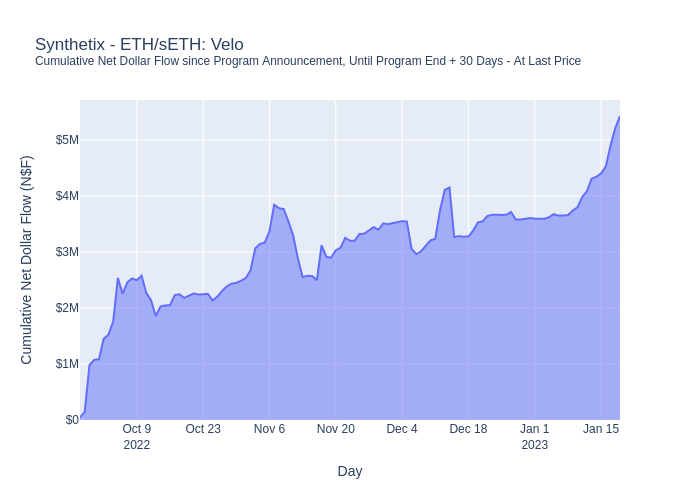 Synthetix - ETH/sETH: Velo
Cumulative Net Dollar Flow since Program Announcement, Until Program End + 30 Days - At Last Price
Cumulative Net Dollar Flow (N$F)
$5M
$4M
$3M
$2M
$1M
$0
Oct 9
2022
Oct 23
Nov 6
Nov 20
Dec 4
Dec 18
Jan 1
2023
Jan 15
Day